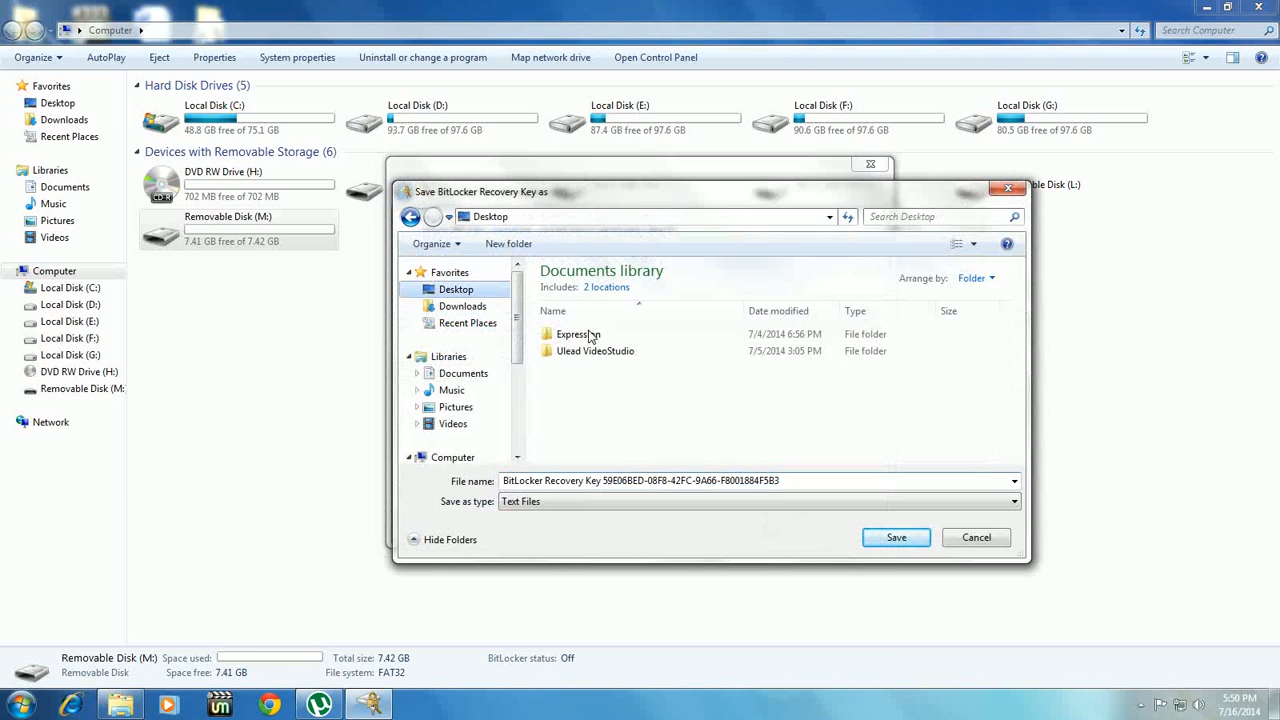 Computer
Search Computer
Organize
AutoPlay
Eject
Properties
System properties
Uninstall or change a program
Map network drive
Open Control Panel
Favorites
Desktop
Downloads
Recent Places
Libraries
Documents
Music
Pictures
Videos
Computer
Local Disk (C:)
Local Disk (D:)
Local Disk (E:)
Local Disk (F:)
Local Disk (G:)
DVD RW Drive (H:)
Removable Disk (M:
Network
Hard Disk Drives (5)
Local Disk (C:)
48.8 GB free of 75.1 GB
Local Disk (D:)
93.7 GB free of 97.6 GB
Local Disk (E:)
87.4 GB free of 97.6 GB
Local Disk (F:)
90.6 GB free of 97.6 GB
Local Disk (G:)
80.5 GB free of 97.6 GB
Devices with Removable Storage (6)
DVD RW Drive (H:)
CD-R
702 MB free of 702 MB
Removable Disk (M:)
7.41 GB free of 7.42 GB
Disk (L:)
Save BitLocker Recovery Key as
Desktop
Search Desktop
Organize
New folder
Favorites
Desktop
Downloads
Recent Places
Libraries
Documents
Music
Pictures
Videos
Computer
Documents library
Includes: 2 locations
Arrange by: Folder
Name
Date modified
Type
Size
Expression
7/4/2014 6:56 PM
File folder
Ulead VideoStudio
7/5/2014 3:05 PM
File folder
File name: BitLocker Recovery Key 59E06BED-08F8-42FC-9A66-F8001884F5B3
Save as type: Text Files
Hide Folders
Save
Cancel
Removable Disk (M:)
Removable Disk
Space used:
Space free: 7.41 GB
Total size: 7.42 GB
File system: FAT32
BitLocker status: Off
5:50 PM
7/16/2014